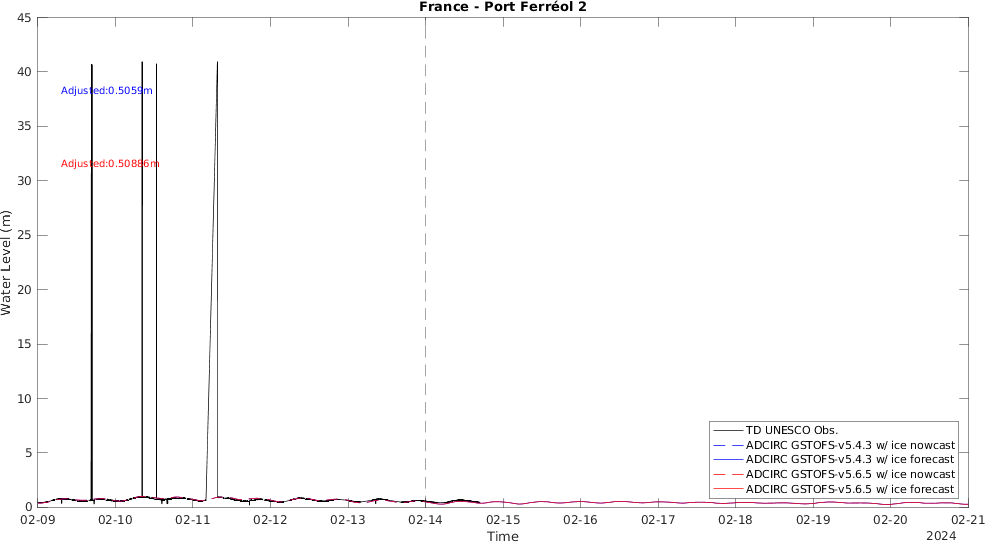 France - Port Ferréol 2
45
40
35
30
25
20
15
10
5
0
Water Level (m)
Adjusted:0.5059m
Adjusted:0.50886m
TD UNESCO Obs.
ADCIRC GSTOFS-v5.4.3 w/ ice nowcast
ADCIRC GSTOFS-v5.4.3 w/ ice forecast
ADCIRC GSTOFS-v5.6.5 w/ ice nowcast
ADCIRC GSTOFS-v5.6.5 w/ ice forecast
02-09 02-10 02-11 02-12 02-13 02-14 02-15 02-16 02-17 02-18 02-19 02-20 02-21
Time
2024